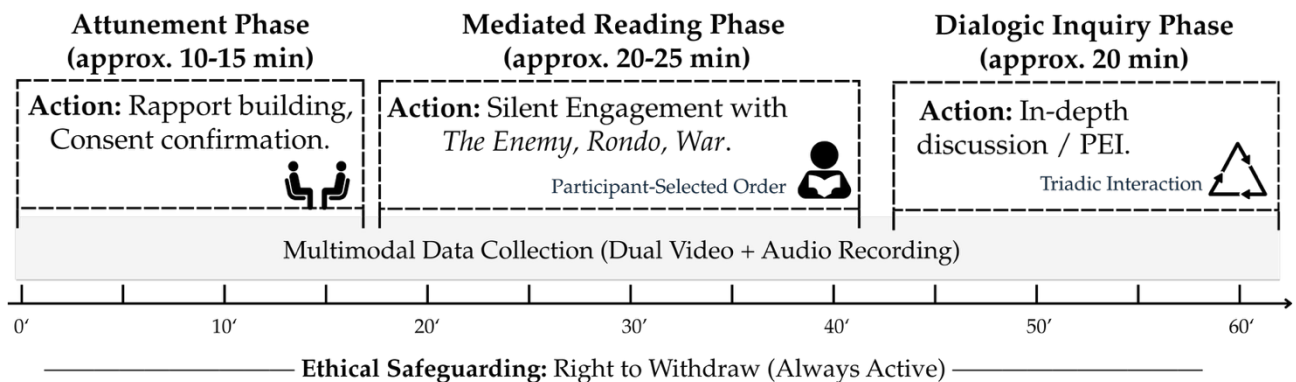 Attunement Phase
(approx. 10-15 min)
Action: Rapport building,
Consent confirmation.
Mediated Reading Phase
(approx. 20-25 min)
Action: Silent Engagement with
The Enemy, Rondo, War.
Participant-Selected Order
Dialogic Inquiry Phase
(approx. 20 min)
Action: In-depth
discussion / PEI.
Triadic Interaction
Multimodal Data Collection (Dual Video + Audio Recording)
0‘ 10‘ 20‘ 30‘ 40‘ 50‘ 60‘
Ethical Safeguarding: Right to Withdraw (Always Active)